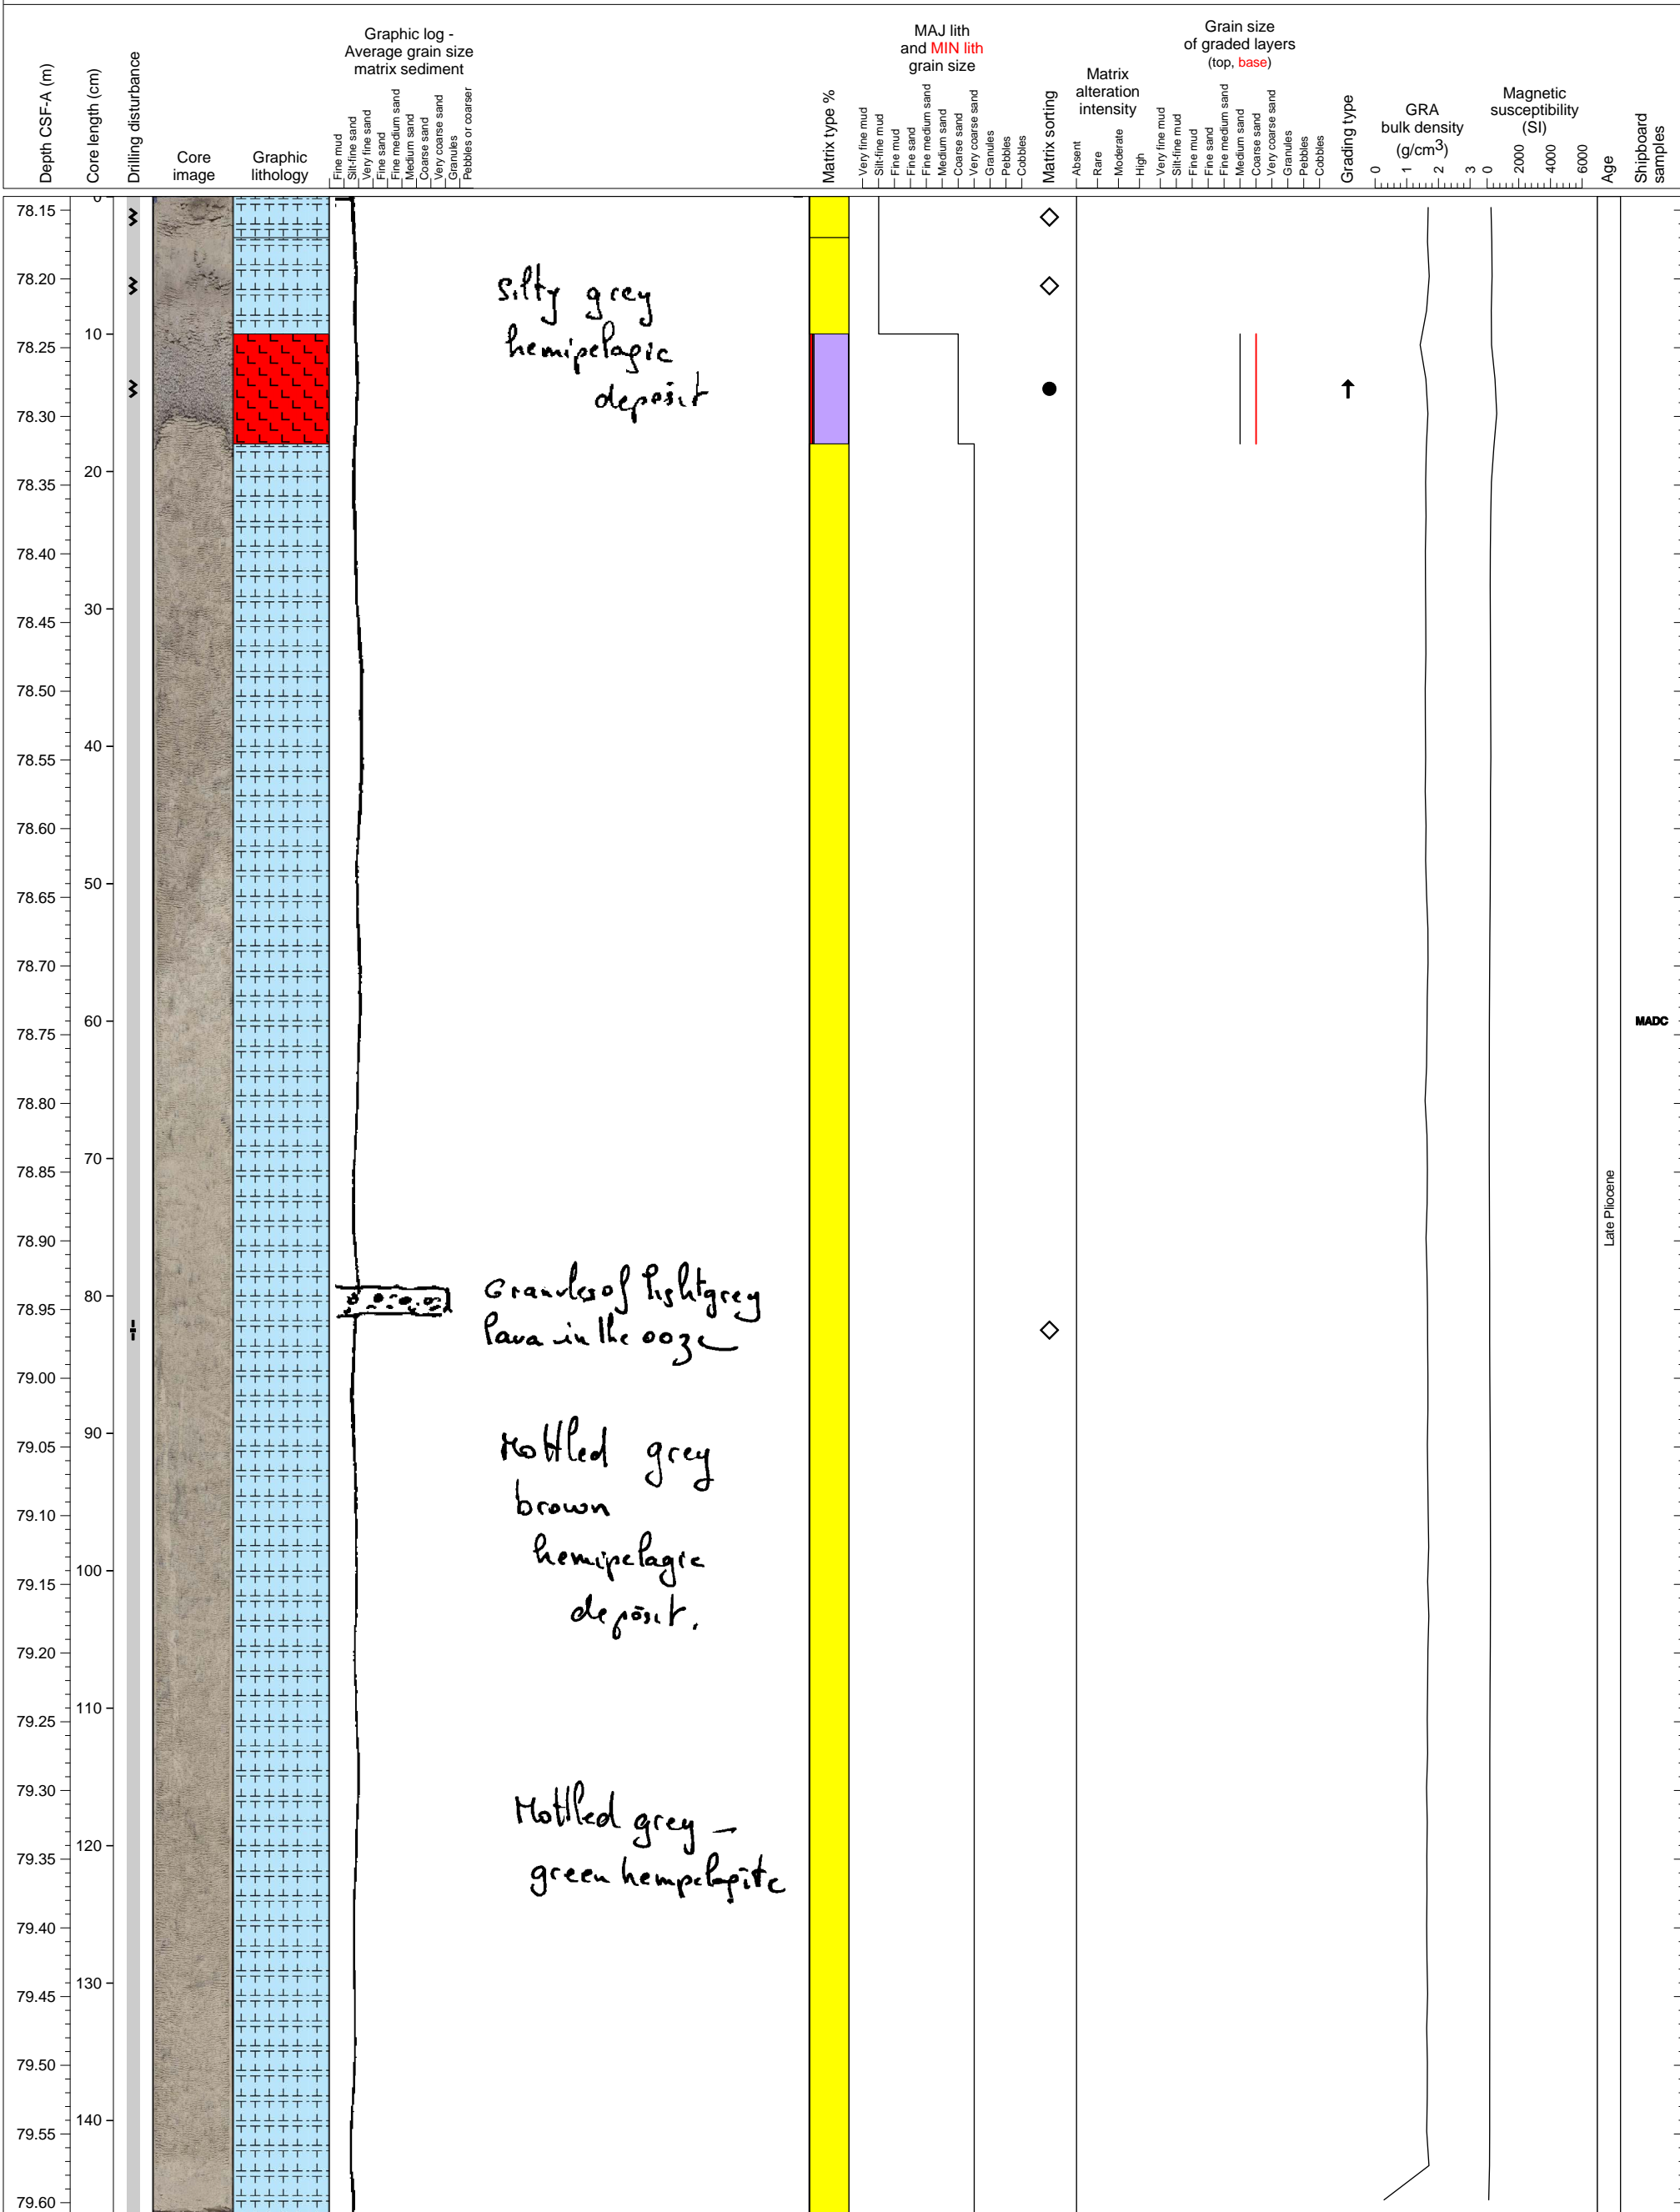 Graphic log -
Average grain size
matrix sediment
MAJ lith
and MIN lith
grain size
Grain size
of graded layers
(top, base)
Matrix
alteration
intensity
GRA
bulk density
(g/cm3)
Magnetic
susceptibility
(SI)
Depth CSF-A (m)
Core length (cm)
Drilling disturbance
Core
image
Graphic
lithology
Fine mud
Silt-fine sand
Very fine sand
Fine sand
Fine medium sand
Medium sand
Coarse sand
Very coarse sand
Granules
Pebbles or coarser
Matrix type %
Very fine mud
Silt-fine mud
Fine mud
Fine sand
Fine medium sand
Medium sand
Coarse sand
Very coarse sand
Granules
Pebbles
Cobbles
Matrix sorting
Absent
Rare
Moderate
High
Very fine mud
Silt-fine mud
Fine mud
Fine sand
Fine medium sand
Medium sand
Coarse sand
Very coarse sand
Granules
Pebbles
Cobbles
Grading type
0 1 2 3
0 2000 4000 6000
Age
Shipboard
samples
0
78.15
78.20
silty grey
10
78.25
hemipelagic
deposit
78.30
20
78.35
78.40
30
78.45
78.50
40
78.55
78.60
50
78.65
78.70
60
78.75
MADC
78.80
70
78.85
Late Pliocene
78.90
80
78.95
Granules of lightgrey
lava in the ooze
79.00
90
79.05
Mottled grey
79.10
brown
100
79.15
hemipelagic
deposit.
79.20
110
79.25
79.30
Mottled grey –
120
79.35
green hempelagite
79.40
130
79.45
79.50
140
79.55
79.60